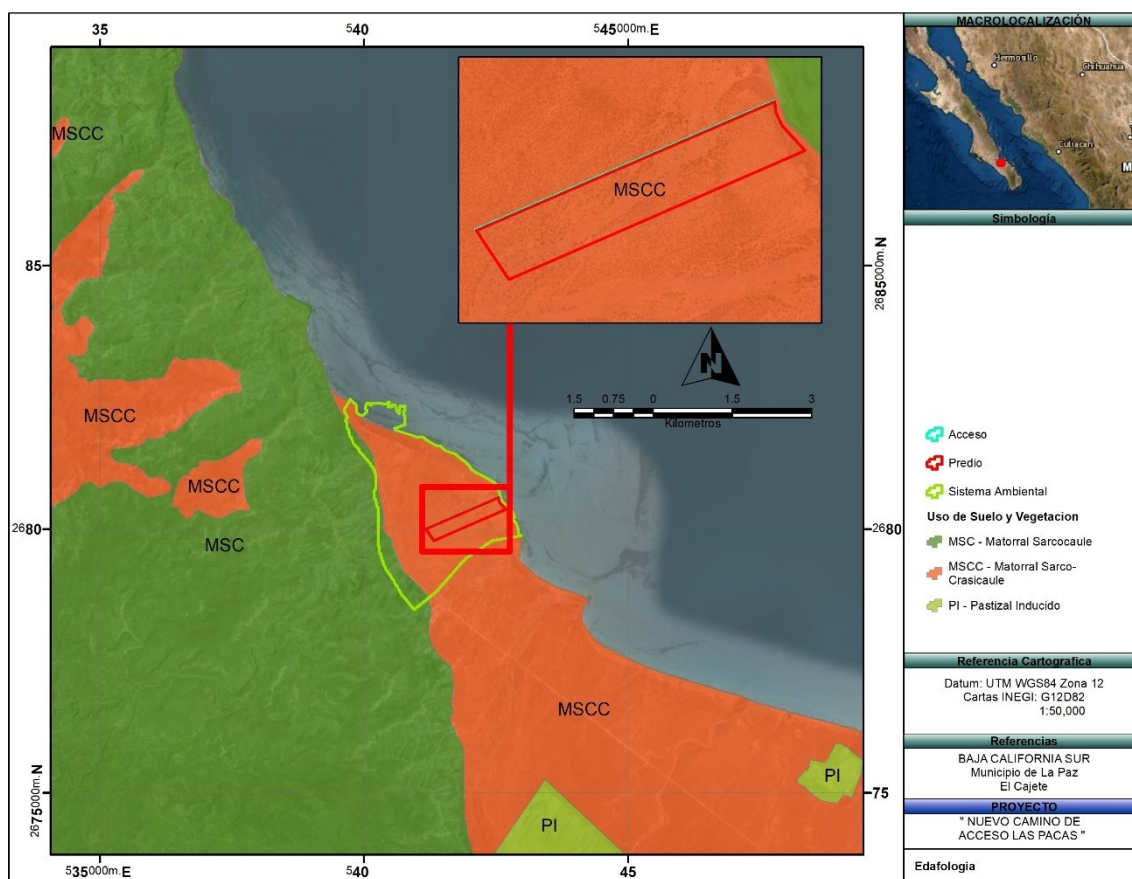 35
540
545000m.E
MACROLOCALIZACIÓN
Hermosillo
Chihuahua
Culiacán
M
Simbología
MSCC
MSCC
85
2685000m.N
N
1.5 0.75 0 1.5 3
Kilometros
MSCC
MSCC
MSC
2680
2680
MSCC
PI
PI
2675000m.N
75
535000m.E
540
45
Acceso
Predio
Sistema Ambiental
Uso de Suelo y Vegetacion
MSC - Matorral Sarcocaule
MSCC - Matorral Sarco-
Crasicaule
PI - Pastizal Inducido
Referencia Cartografica
Datum: UTM WGS84 Zona 12
Cartas INEGI: G12D82
1:50,000
Referencias
BAJA CALIFORNIA SUR
Municipio de La Paz
El Cajete
PROYECTO
" NUEVO CAMINO DE
ACCESO LAS PACAS "
Edafologia